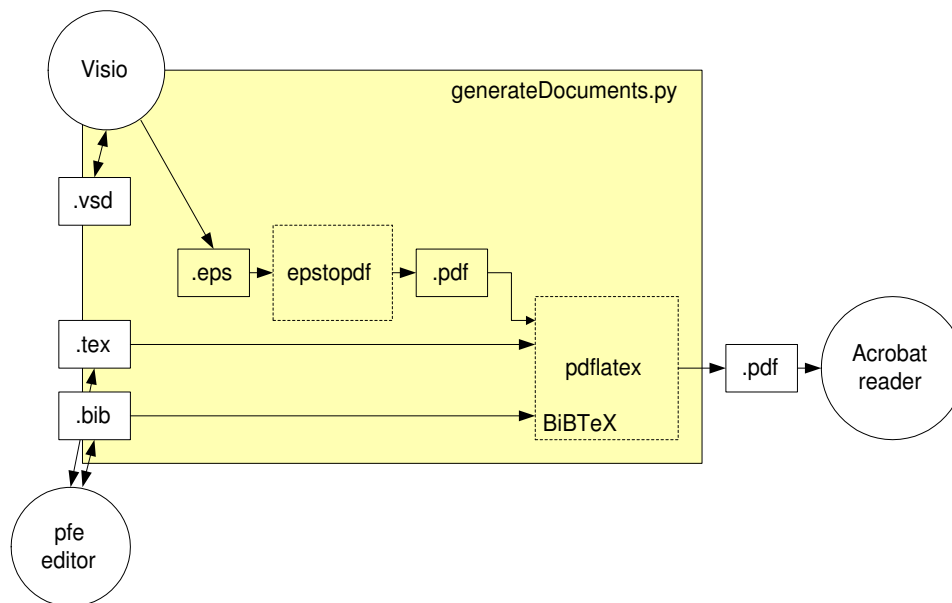 Visio
generateDocuments.py
.vsd
.eps
epstopdf
.pdf
.tex
pdflatex
.pdf
Acrobat
reader
.bib
BiBTeX
pfe
editor